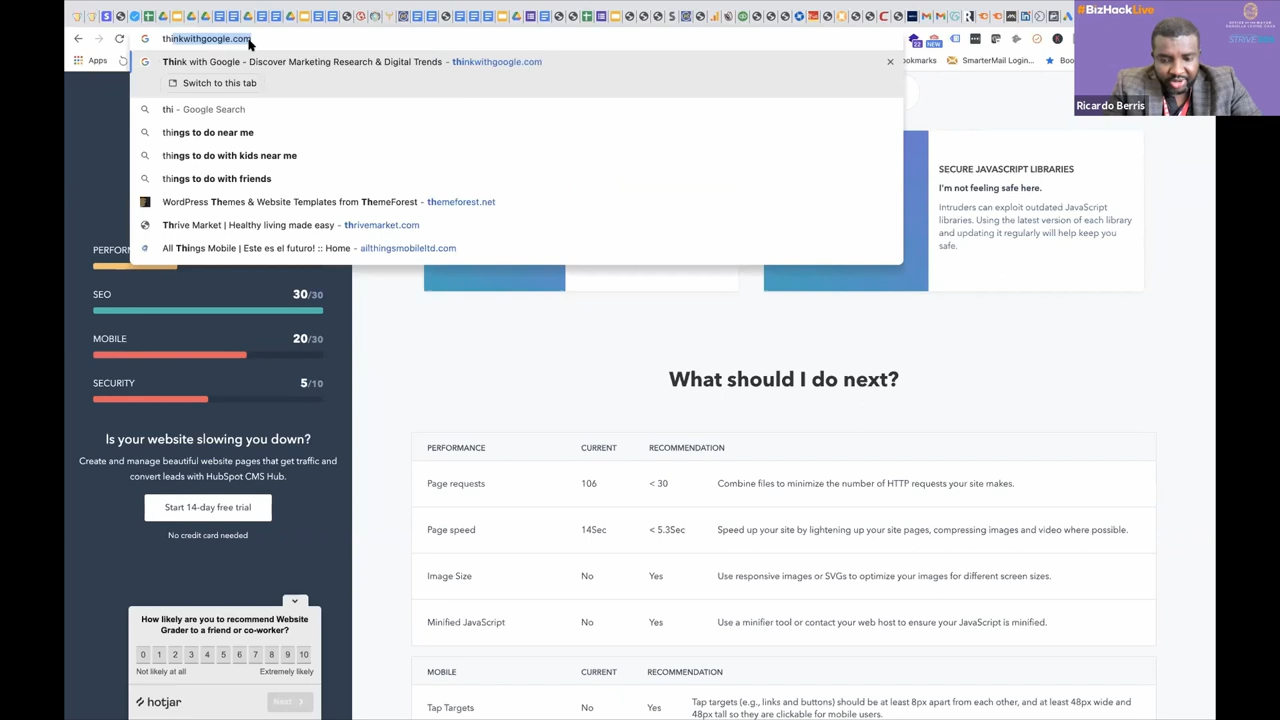 #BizHackLive
thinkwithgoogle.com
Apps
22
NEW
SmarterMail Login...
Boo
Ricardo Berris
Think with Google - Discover Marketing Research & Digital Trends - thinkwithgoogle.com
Switch to this tab
thi - Google Search
things to do near me
things to do with kids near me
things to do with friends
WordPress Themes & Website Templates from ThemeForest - themeforest.net
Thrive Market | Healthy living made easy - thrivemarket.com
All Things Mobile | Este es el futuro! :: Home - allthingsmobileltd.com
SECURE JAVASCRIPT LIBRARIES
I'm not feeling safe here.
Intruders can exploit outdated JavaScript
libraries. Using the latest version of each library
and updating it regularly will help keep you
safe.
PERFORM
SEO 30/30
MOBILE 20/30
SECURITY 5/10
Is your website slowing you down?
Create and manage beautiful website pages that get traffic and
convert leads with HubSpot CMS Hub.
Start 14-day free trial
No credit card needed
How likely are you to recommend Website
Grader to a friend or co-worker?
0 1 2 3 4 5 6 7 8 9 10
Not likely at all Extremely likely
hotjar
Next
What should I do next?
PERFORMANCE CURRENT RECOMMENDATION
Page requests 106 < 30 Combine files to minimize the number of HTTP requests your site makes.
Page speed 14Sec < 5.3Sec Speed up your site by lightening up your site pages, compressing images and video where possible.
Image Size No Yes Use responsive images or SVGs to optimize your images for different screen sizes.
Minified JavaScript No Yes Use a minifier tool or contact your web host to ensure your JavaScript is minified.
MOBILE CURRENT RECOMMENDATION
Tap Targets No Yes Tap targets (e.g., links and buttons) should be at least 8px apart from each other, and at least 48px wide and
48px tall so they are clickable for mobile users.